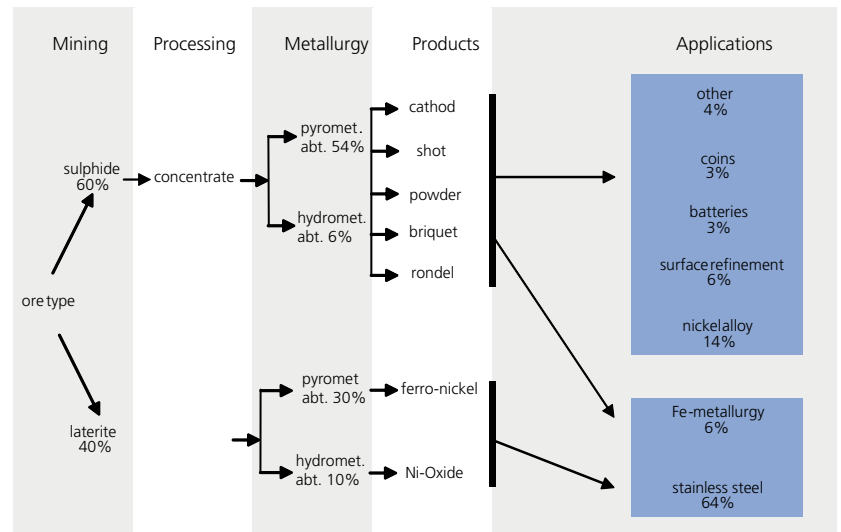 Mining
Processing
Metallurgy
Products
Applications
ore type
sulphide
60%
concentrate
pyromet.
abt. 54%
hydromet.
abt. 6%
cathod
shot
powder
briquet
rondel
laterite
40%
pyromet
abt. 30%
hydromet.
abt. 10%
ferro-nickel
Ni-Oxide
other
4%
coins
3%
batteries
3%
surface refinement
6%
nickel alloy
14%
Fe-metallurgy
6%
stainless steel
64%